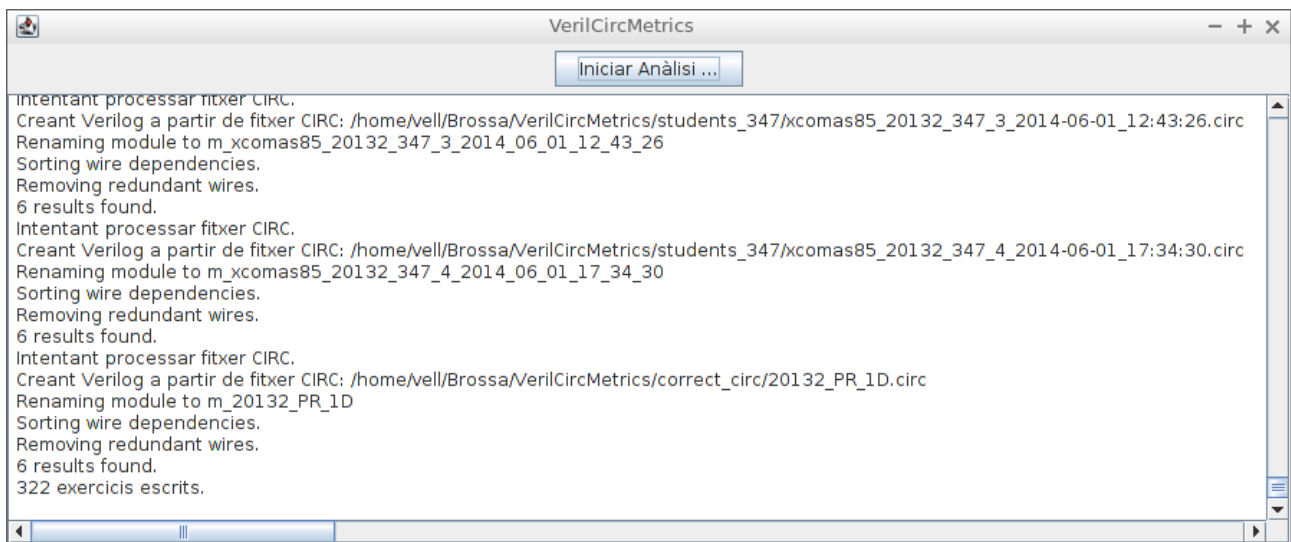 VerilCircMetrics
Iniciar Anàlisi ...
Intentant processar fitxer CIRC.
Creant Verilog a partir de fitxer CIRC: /home/vell/Brossa/VerilCircMetrics/students_347/xcomas85_20132_347_3_2014-06-01_12:43:26.circ
Renaming module to m_xcomas85_20132_347_3_2014_06_01_12_43_26
Sorting wire dependencies.
Removing redundant wires.
6 results found.
Intentant processar fitxer CIRC.
Creant Verilog a partir de fitxer CIRC: /home/vell/Brossa/VerilCircMetrics/students_347/xcomas85_20132_347_4_2014-06-01_17:34:30.circ
Renaming module to m_xcomas85_20132_347_4_2014_06_01_17_34_30
Sorting wire dependencies.
Removing redundant wires.
6 results found.
Intentant processar fitxer CIRC.
Creant Verilog a partir de fitxer CIRC: /home/vell/Brossa/VerilCircMetrics/correct_circ/20132_PR_1D.circ
Renaming module to m_20132_PR_1D
Sorting wire dependencies.
Removing redundant wires.
6 results found.
322 exercicis escrits.